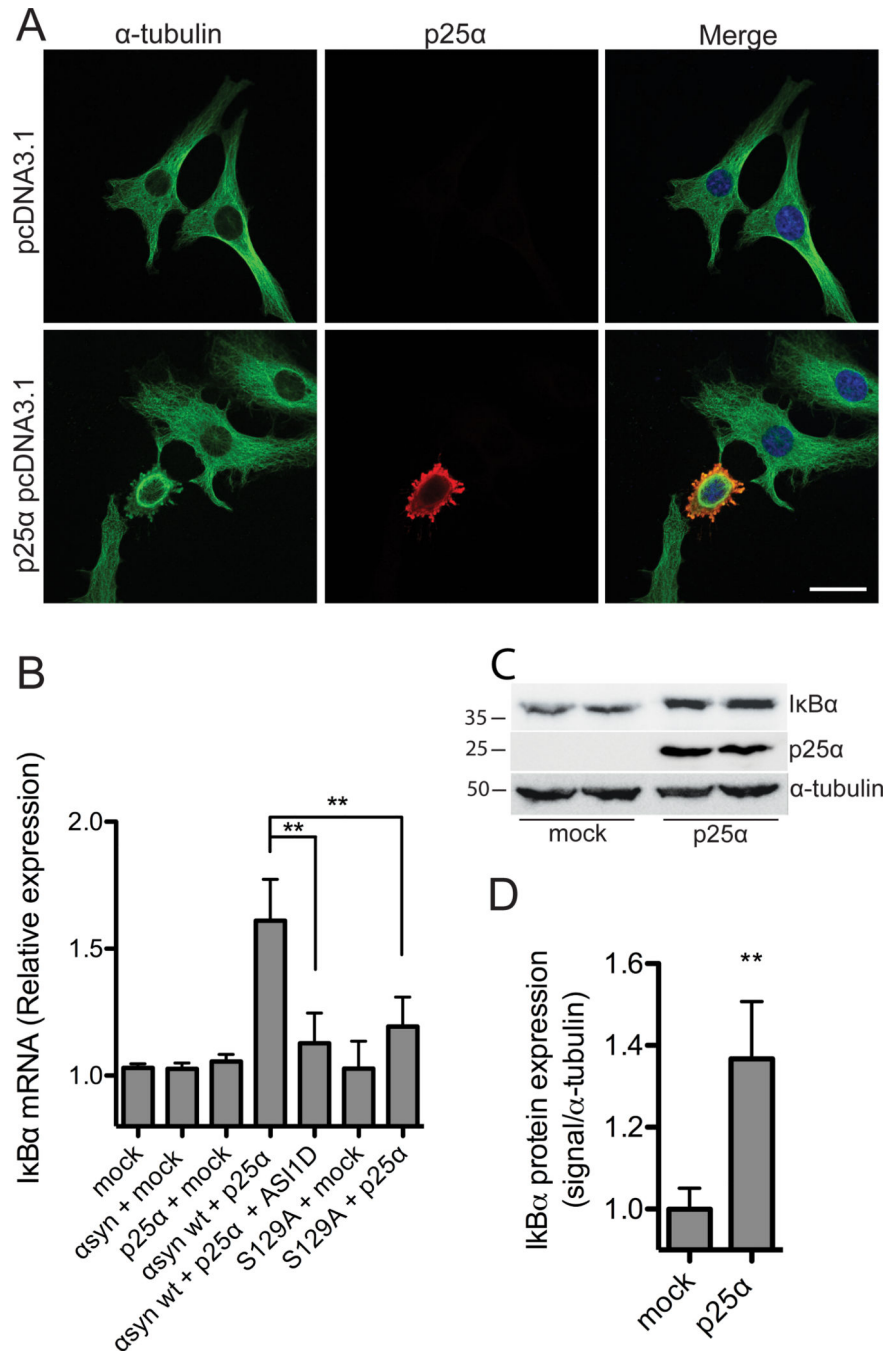 A
α-tubulin
p25α
Merge
pcDNA3.1
p25α pcDNA3.1
B
IκBα mRNA (Relative expression)
2.0
1.5
1.0
**
**
mock
αsyn + mock
p25α + mock
αsyn wt + p25α
αsyn wt + p25α + ASI1D
S129A + mock
S129A + p25α
C
35
25
50
IκBα
p25α
α-tubulin
mock
p25α
D
IκBα protein expression
(signal/α-tubulin)
1.6
1.4
1.2
1.0
**
mock
p25α